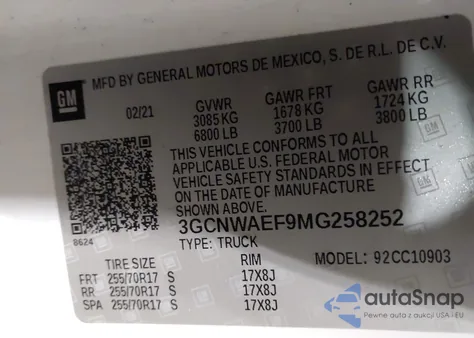 MFD BY GENERAL MOTORS DE MEXICO, S. DE R.L. DE C.V.
GM
02/21 GVWR GAWR FRT GAWR RR
3085 KG 1678 KG 1724 KG
6800 LB 3700 LB 3800 LB
THIS VEHICLE CONFORMS TO ALL
APPLICABLE U.S. FEDERAL MOTOR
VEHICLE SAFETY STANDARDS IN EFFECT
ON THE DATE OF MANUFACTURE
SHOWN ABOVE.
8624
3GCNWAEF9MG258252
TYPE: TRUCK
MODEL: 92CC10903
TIRE SIZE RIM
FRT 255/70R17 S 17X8J
RR 255/70R17 S 17X8J
SPA 255/70R17 S 17X8J
autoSnap
Pewne auta z aukcji USA i EU